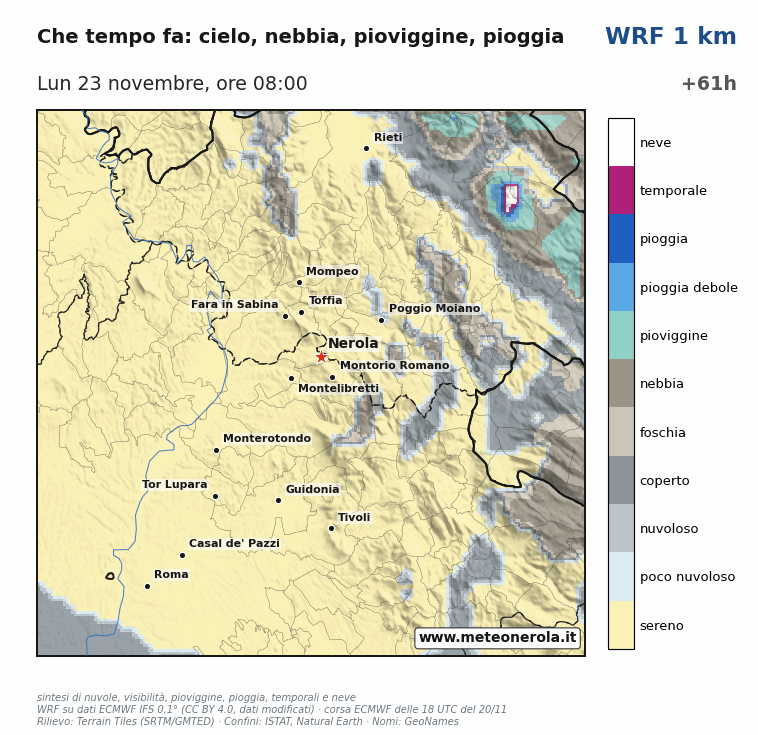 Che tempo fa: cielo, nebbia, pioviggine, pioggia
WRF 1 km
Lun 23 novembre, ore 08:00
+61h
Rieti
Mompeo
Fara in Sabina
Toffia
Poggio Moiano
Nerola
Montorio Romano
Montelibretti
Monterotondo
Tor Lupara
Guidonia
Tivoli
Casal de' Pazzi
Roma
www.meteonerola.it
neve
temporale
pioggia
pioggia debole
pioviggine
nebbia
foschia
coperto
nuvoloso
poco nuvoloso
sereno
sintesi di nuvole, visibilità, pioviggine, pioggia, temporali e neve
WRF su dati ECMWF IFS 0,1° (CC BY 4.0, dati modificati) · corsa ECMWF delle 18 UTC del 20/11
Rilievo: Terrain Tiles (SRTM/GMTED) · Confini: ISTAT, Natural Earth · Nomi: GeoNames